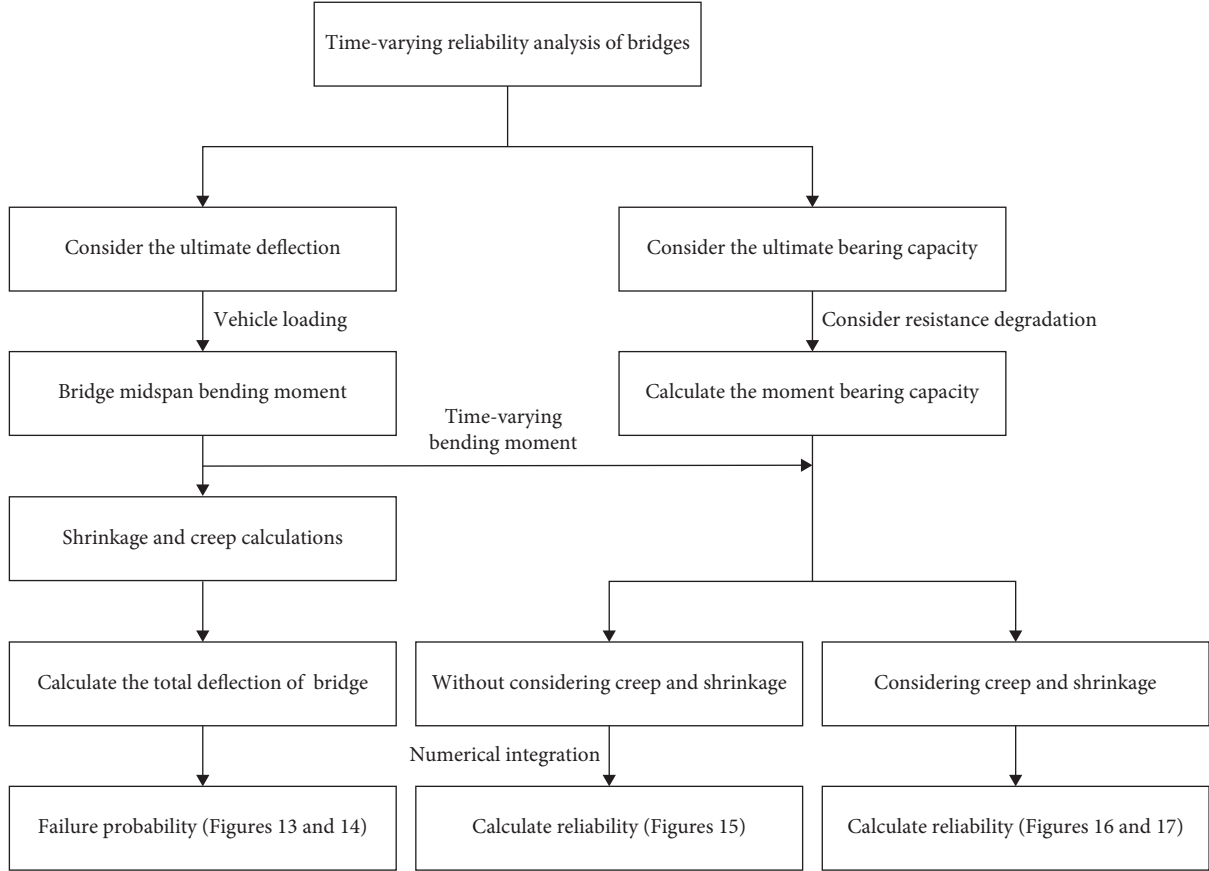 Time-varying reliability analysis of bridges
Consider the ultimate deflection
Consider the ultimate bearing capacity
Vehicle loading
Consider resistance degradation
Bridge midspan bending moment
Calculate the moment bearing capacity
Time-varying
bending moment
Shrinkage and creep calculations
Calculate the total deflection of bridge
Without considering creep and shrinkage
Considering creep and shrinkage
Numerical integration
Failure probability (Figures 13 and 14)
Calculate reliability (Figures 15)
Calculate reliability (Figures 16 and 17)